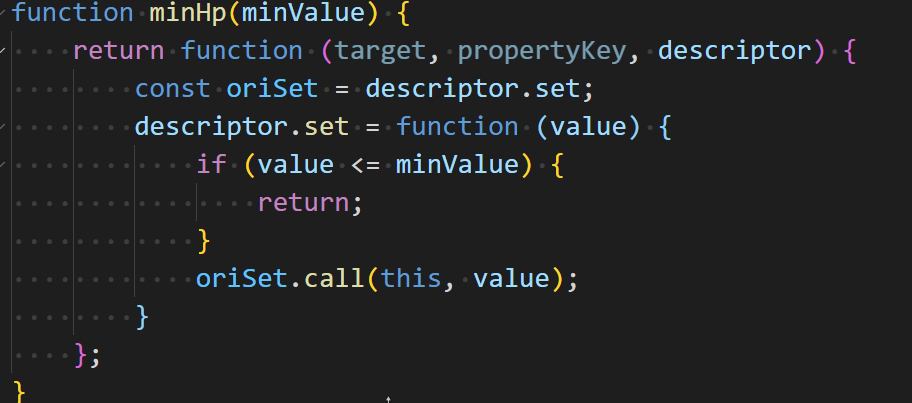 function minHp(minValue) {
    return function (target, propertyKey, descriptor) {
        const oriSet = descriptor.set;
        descriptor.set = function (value) {
            if (value <= minValue) {
                return;
            }
            oriSet.call(this, value);
        }
    };
}